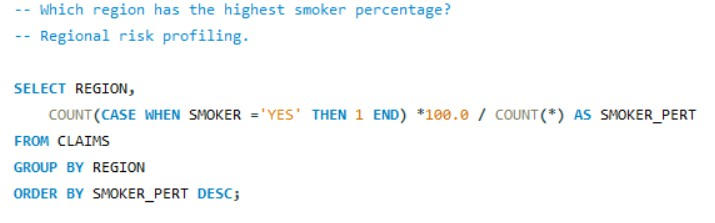 -- Which region has the highest smoker percentage?
-- Regional risk profiling.
SELECT REGION,
COUNT(CASE WHEN SMOKER ='YES' THEN 1 END) *100.0 / COUNT(*) AS SMOKER_PERT
FROM CLAIMS
GROUP BY REGION
ORDER BY SMOKER_PERT DESC;